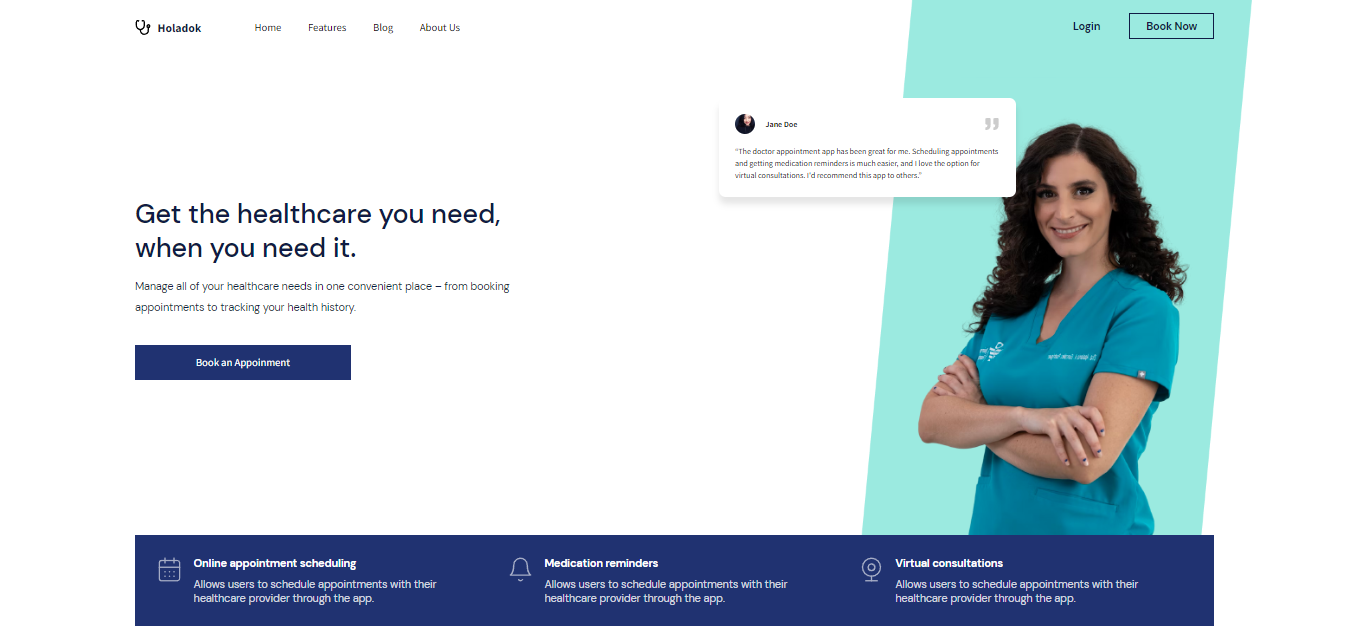 Holadok
Home
Features
Blog
About Us
Login
Book Now
Jane Doe
"The doctor appointment app has been great for me. Scheduling appointments
and getting medication reminders is much easier, and I love the option for
virtual consultations. I'd recommend this app to others."
Get the healthcare you need,
when you need it.
Manage all of your healthcare needs in one convenient place – from booking
appointments to tracking your health history.
Book an Appoinment
Online appointment scheduling
Allows users to schedule appointments with their
healthcare provider through the app.
Medication reminders
Allows users to schedule appointments with their
healthcare provider through the app.
Virtual consultations
Allows users to schedule appointments with their
healthcare provider through the app.